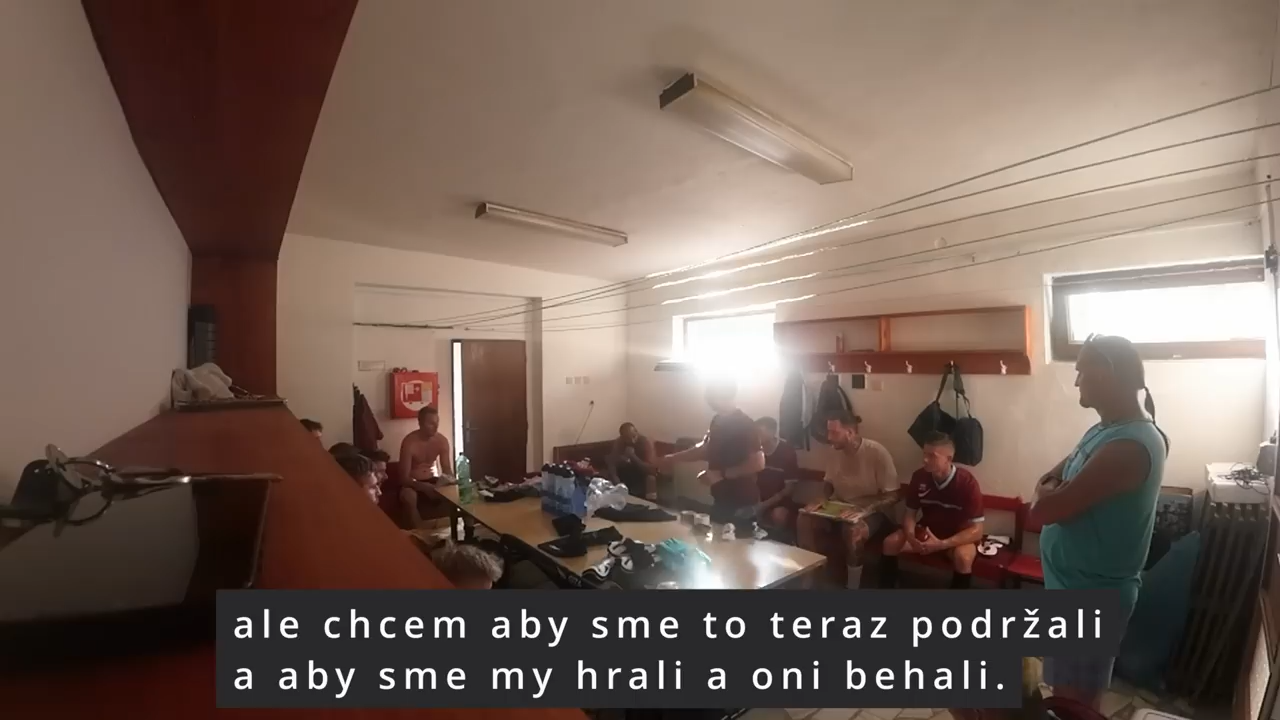 ale chcem aby sme to teraz podržali
a aby sme my hrali a oni behali.